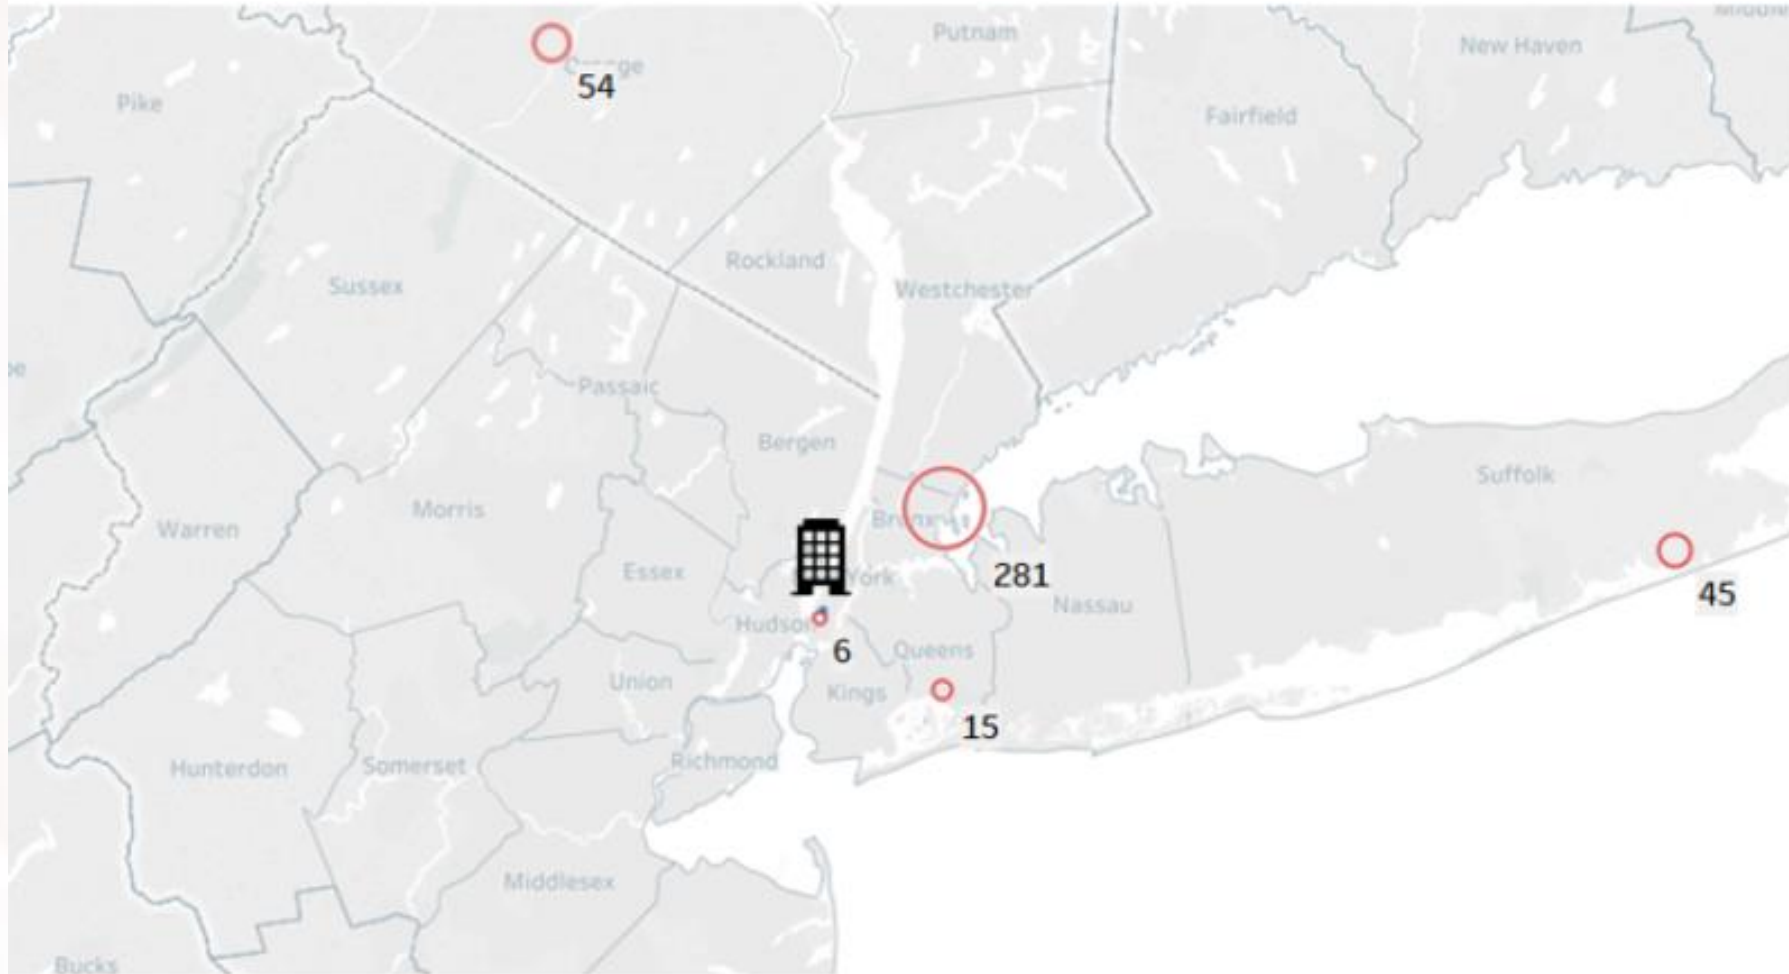 Putnam
New Haven
54
Pike
Fairfield
Rockland
Sussex
Westchester
Passaic
Bergen
Suffolk
Morris
Warren
Bronx
Essex
York
281
45
Nassau
Hudson
6
Queens
Union
Kings
15
Richmond
Somerset
Hunterdon
Middlesex
Bucks